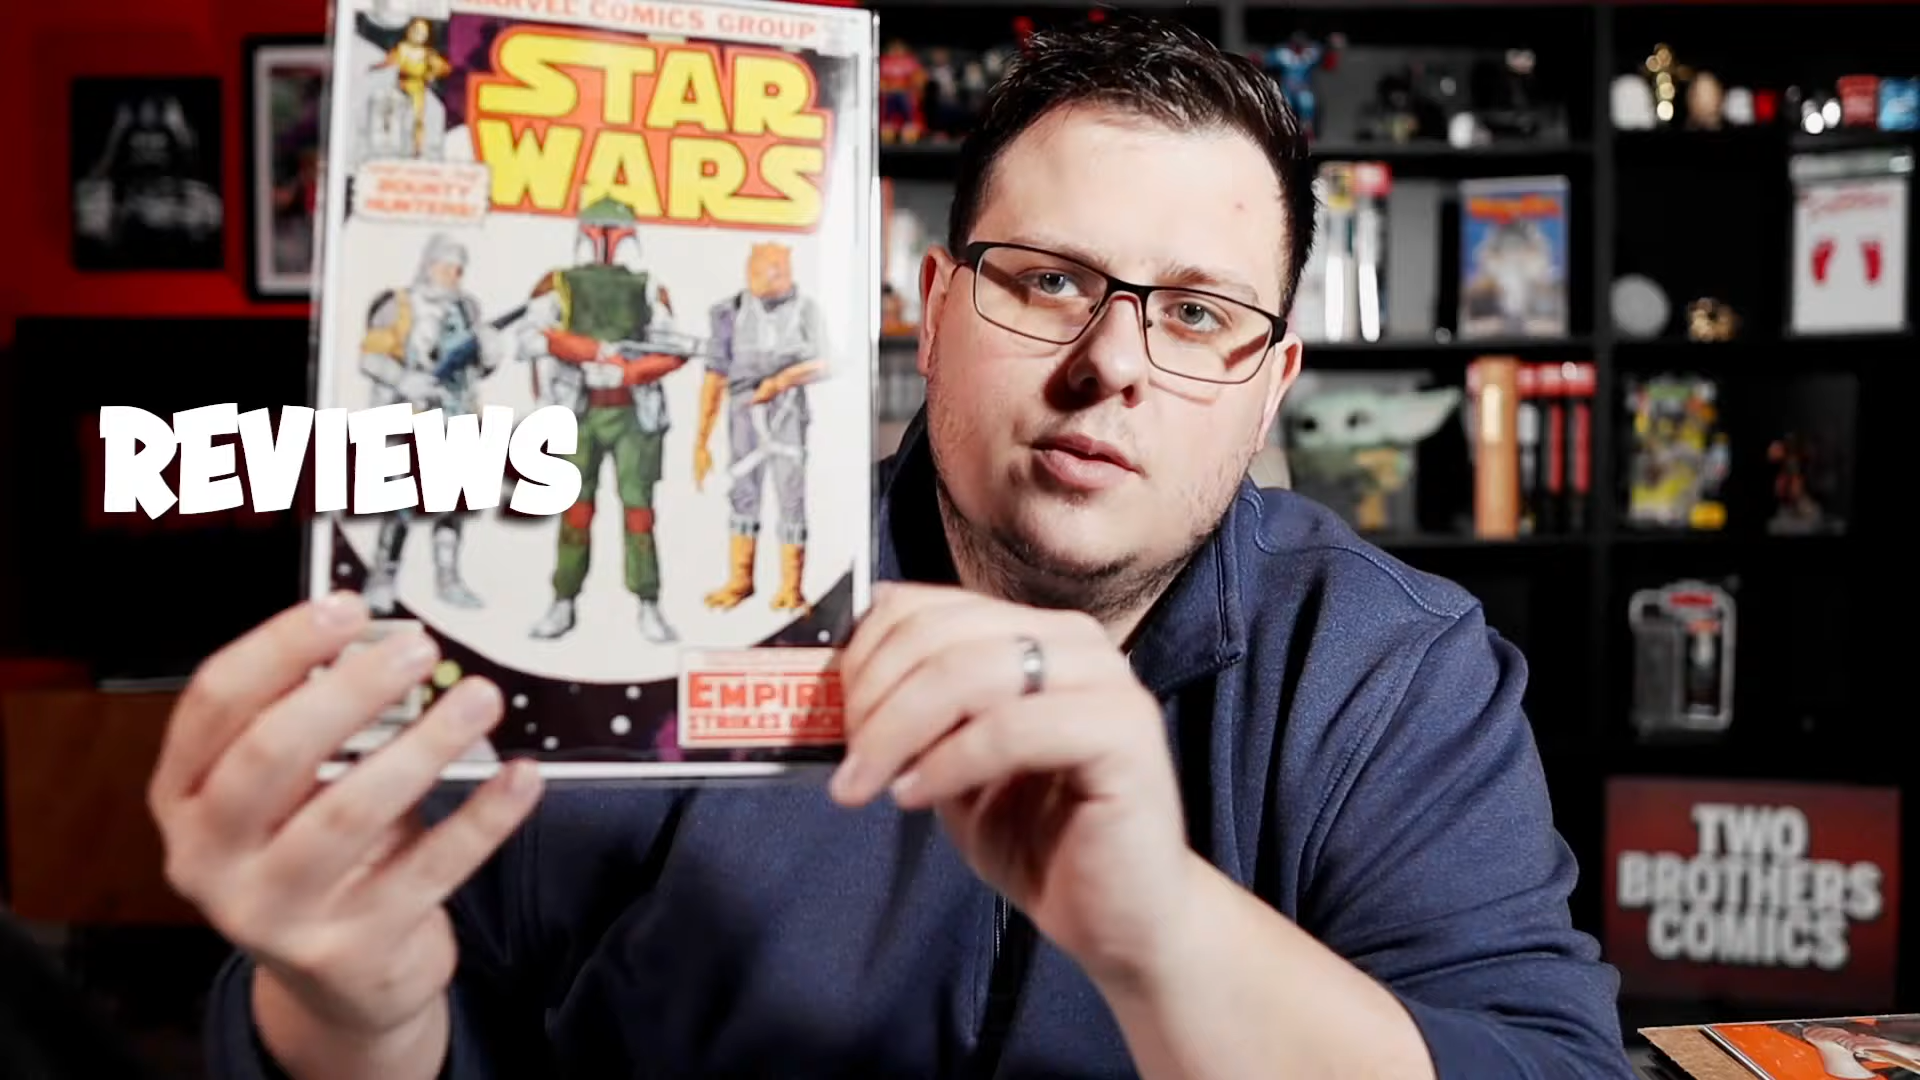 MARVEL COMICS GROUP
STAR
WARS
BOUNTY
HUNTERS!
REVIEWS
EMPIRE
STRIKES BACK
TWO
BROTHERS
COMICS